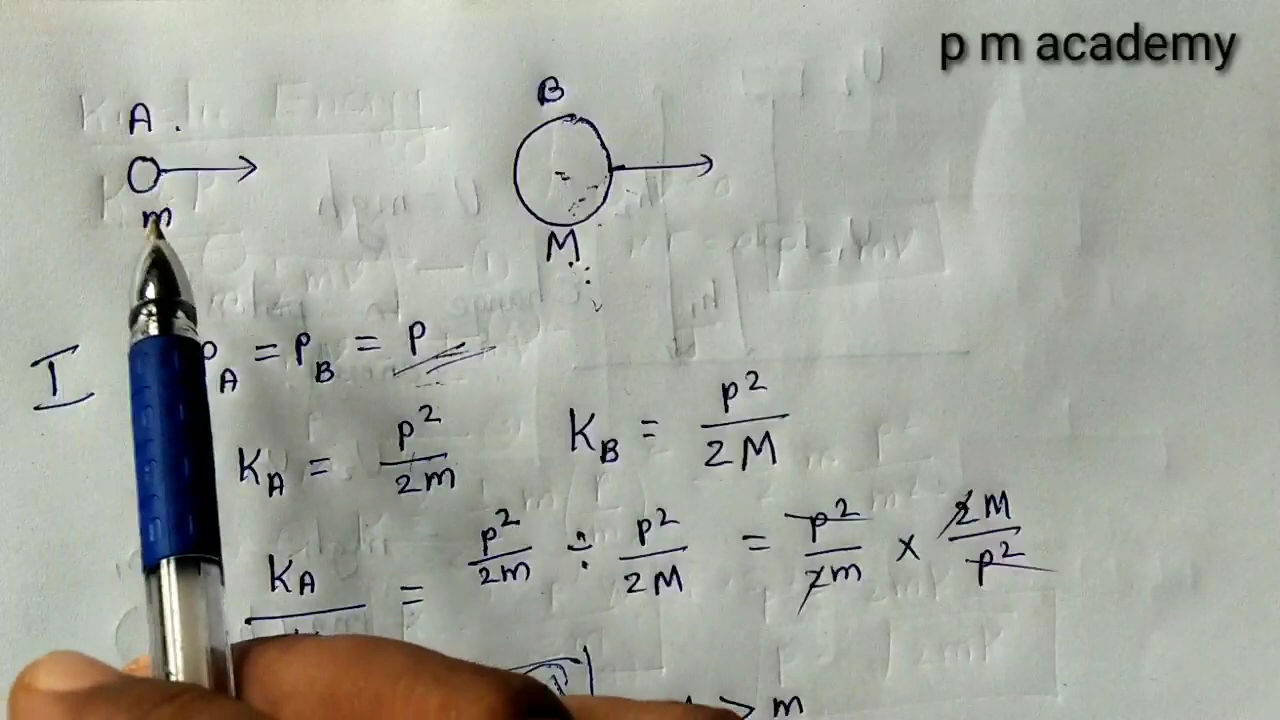 p m academy
A . B
m M
I P_A = P_B = P
K_A = p²/2m K_B = p²/2M
K_A = p²/2m ÷ p²/2M = p²/2m × 2M/p²
> m